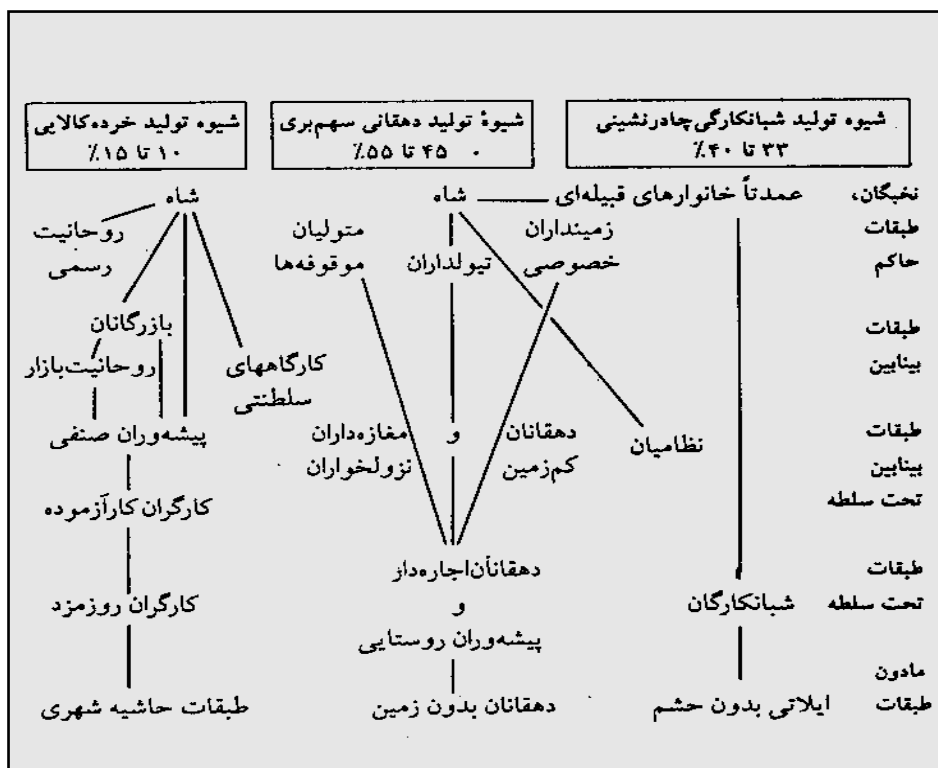 شیوه تولید شبانکارگی‌چادرنشینی
۳۳ تا ۴۰٪
شیوۀ تولید دهقانی سهم‌بری
۰ ۴۵ تا ۵۵٪
شیوه تولید خرده‌کالایی
۱۰ تا ۱۵٪
نخبگان، عمدتاً خانوارهای قبیله‌ای شاه شاه
طبقات زمینداران متولیان روحانیت
حاکم خصوصی تیولداران موقوفه‌ها رسمی
طبقات بازرگانان
بینابین کارگاههای روحانیت‌بازار
سلطنتی
طبقات نظامیان دهقانان و مغازه‌داران پیشه‌وران صنفی
بینابین کم‌زمین نزولخواران
تحت سلطه کارگران کارآزموده
طبقات دهقانان‌اجاره‌دار
تحت سلطه شبانکارگان و کارگران روزمزد
پیشه‌وران روستایی
مادون
طبقات ایلاتی بدون حشم دهقانان بدون زمین طبقات حاشیه شهری